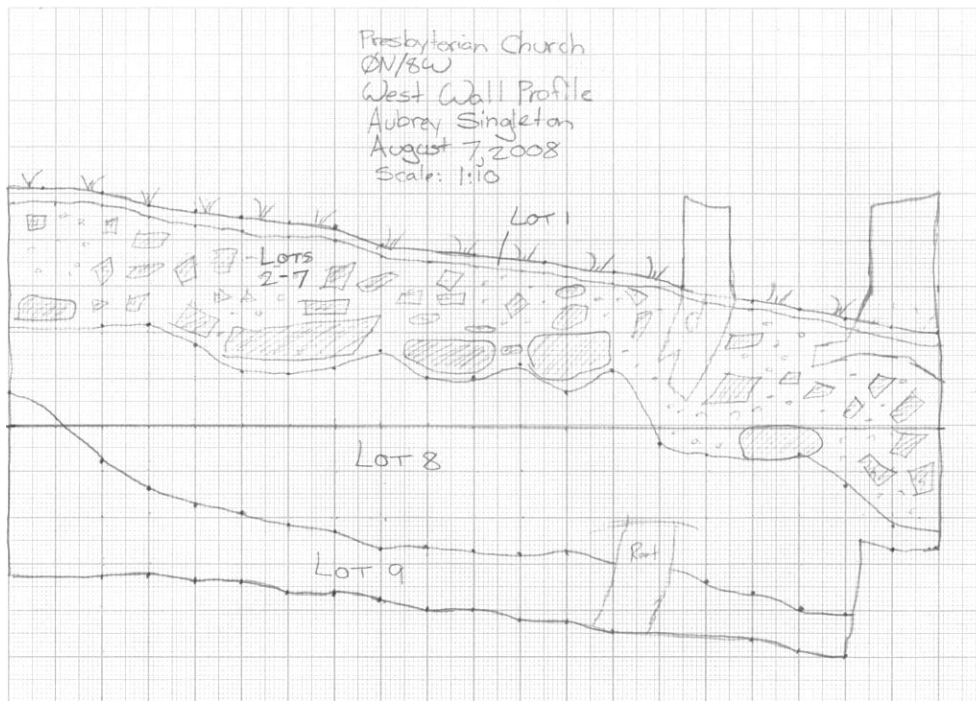 Presbyterian Church
ØN/8W
West Wall Profile
Aubrey Singleton
August 7, 2008
Scale: 1:10
LOT 1
LOTS
2-7
LOT 8
Root
LOT 9